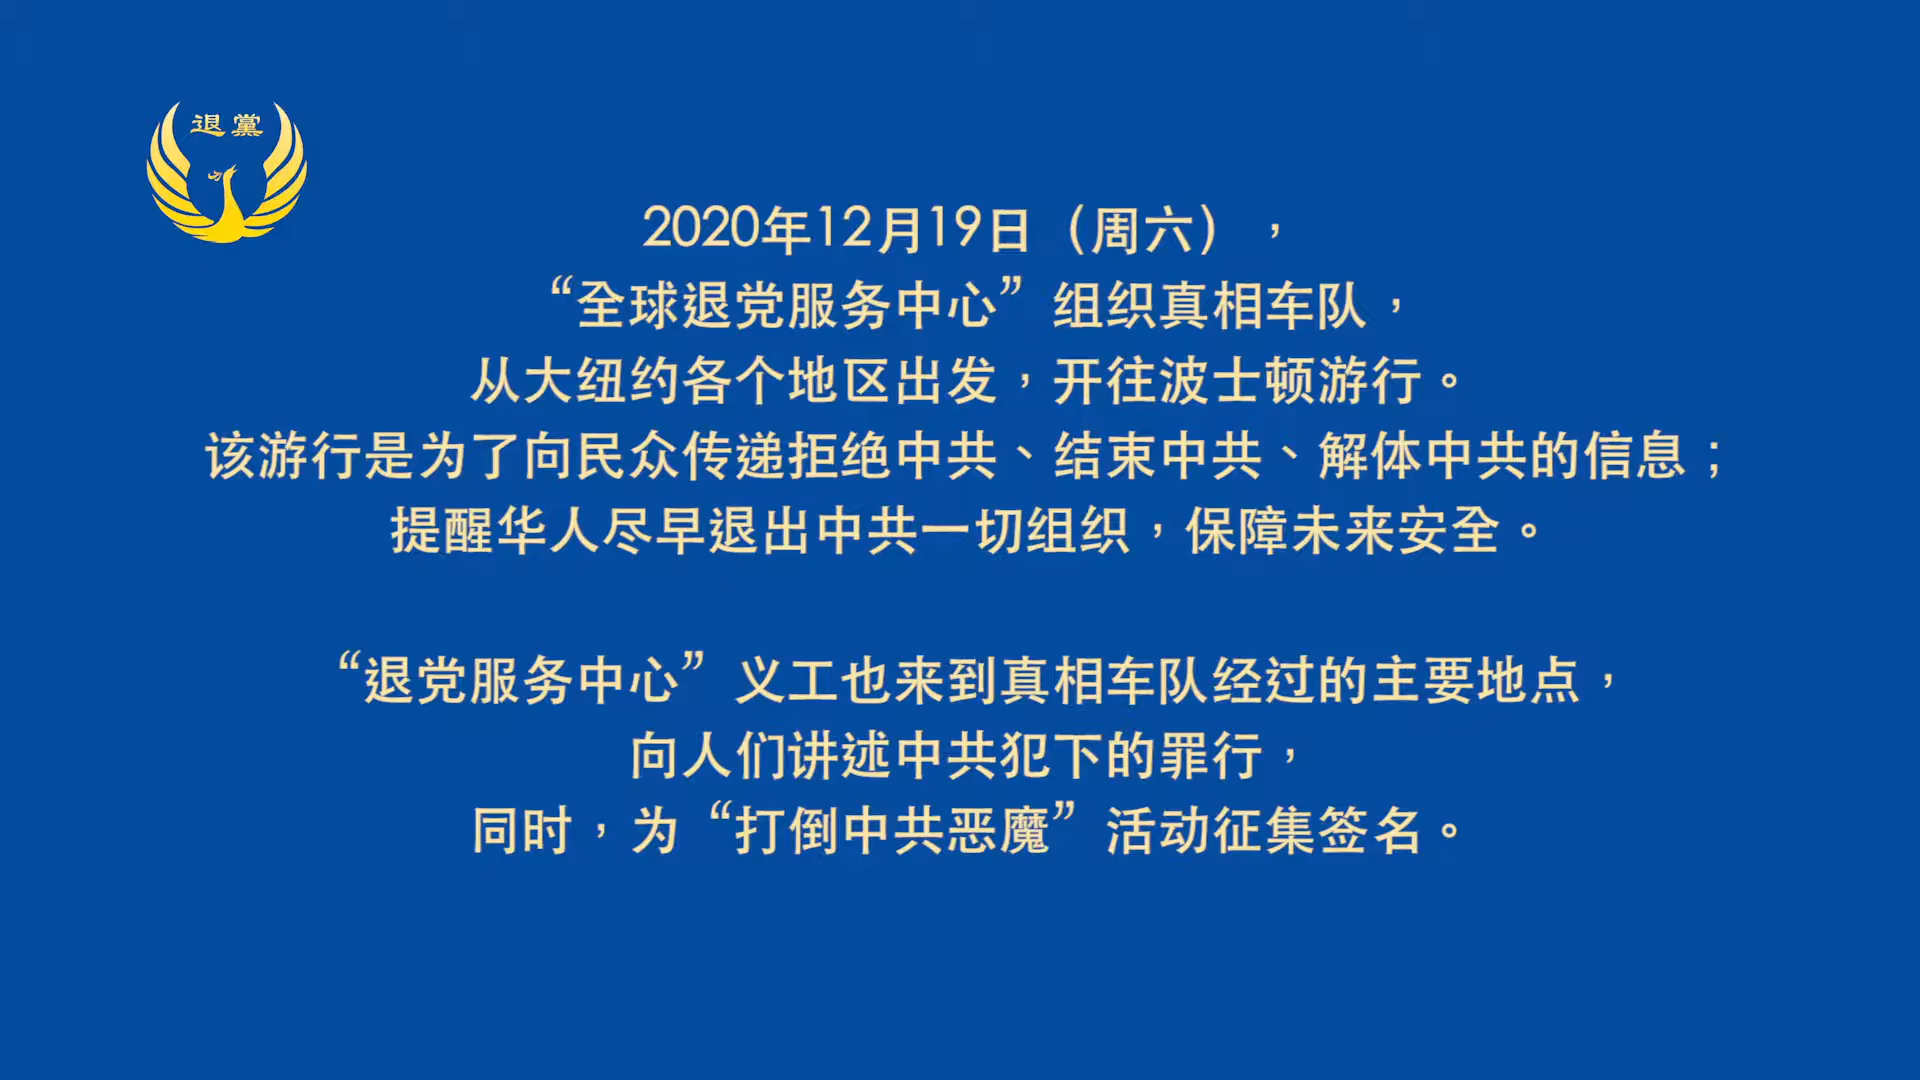 退黨
2020年12月19日（周六），
“全球退党服务中心”组织真相车队，
从大纽约各个地区出发，开往波士顿游行。
该游行是为了向民众传递拒绝中共、结束中共、解体中共的信息；
提醒华人尽早退出中共一切组织，保障未来安全。
“退党服务中心”义工也来到真相车队经过的主要地点，
向人们讲述中共犯下的罪行，
同时，为“打倒中共恶魔”活动征集签名。